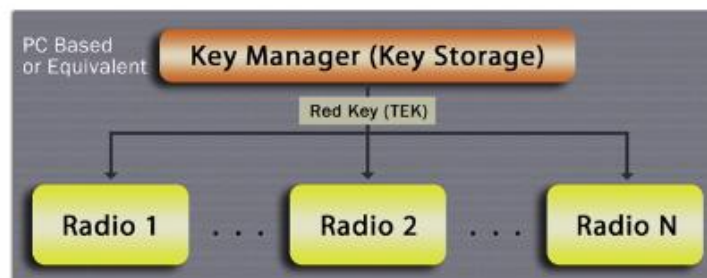 PC Based
or Equivalent
Key Manager (Key Storage)
Red Key (TEK)
Radio 1 . . . Radio 2 . . . Radio N